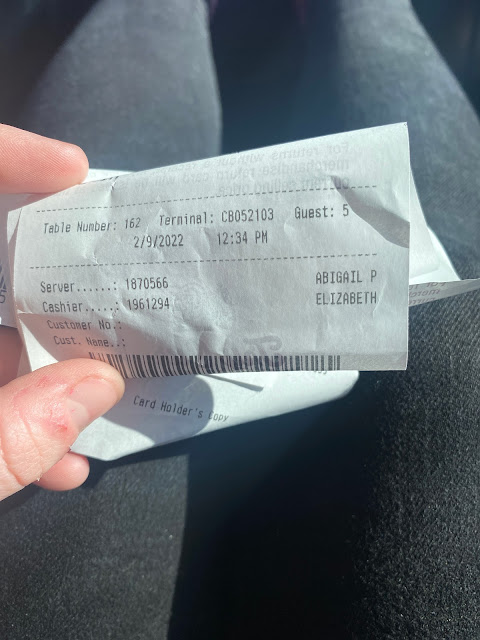 Table Number: 162 Terminal: CB052103 Guest: 5
2/9/2022 12:34 PM
Server......: 1870566 ABIGAIL P
Cashier.....: 1961294 ELIZABETH
Customer No.:
Cust. Name..:
Card Holder's Copy